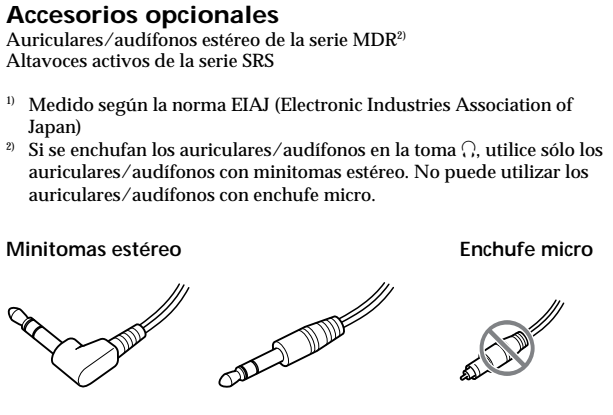 Accesorios opcionales
Auriculares/audífonos estéreo de la serie MDR2)
Altavoces activos de la serie SRS
1) Medido según la norma EIAJ (Electronic Industries Association of
Japan)
2) Si se enchufan los auriculares/audífonos en la toma 🎧, utilice sólo los
auriculares/audífonos con minitomas estéreo. No puede utilizar los
auriculares/audífonos con enchufe micro.
Minitomas estéreo Enchufe micro